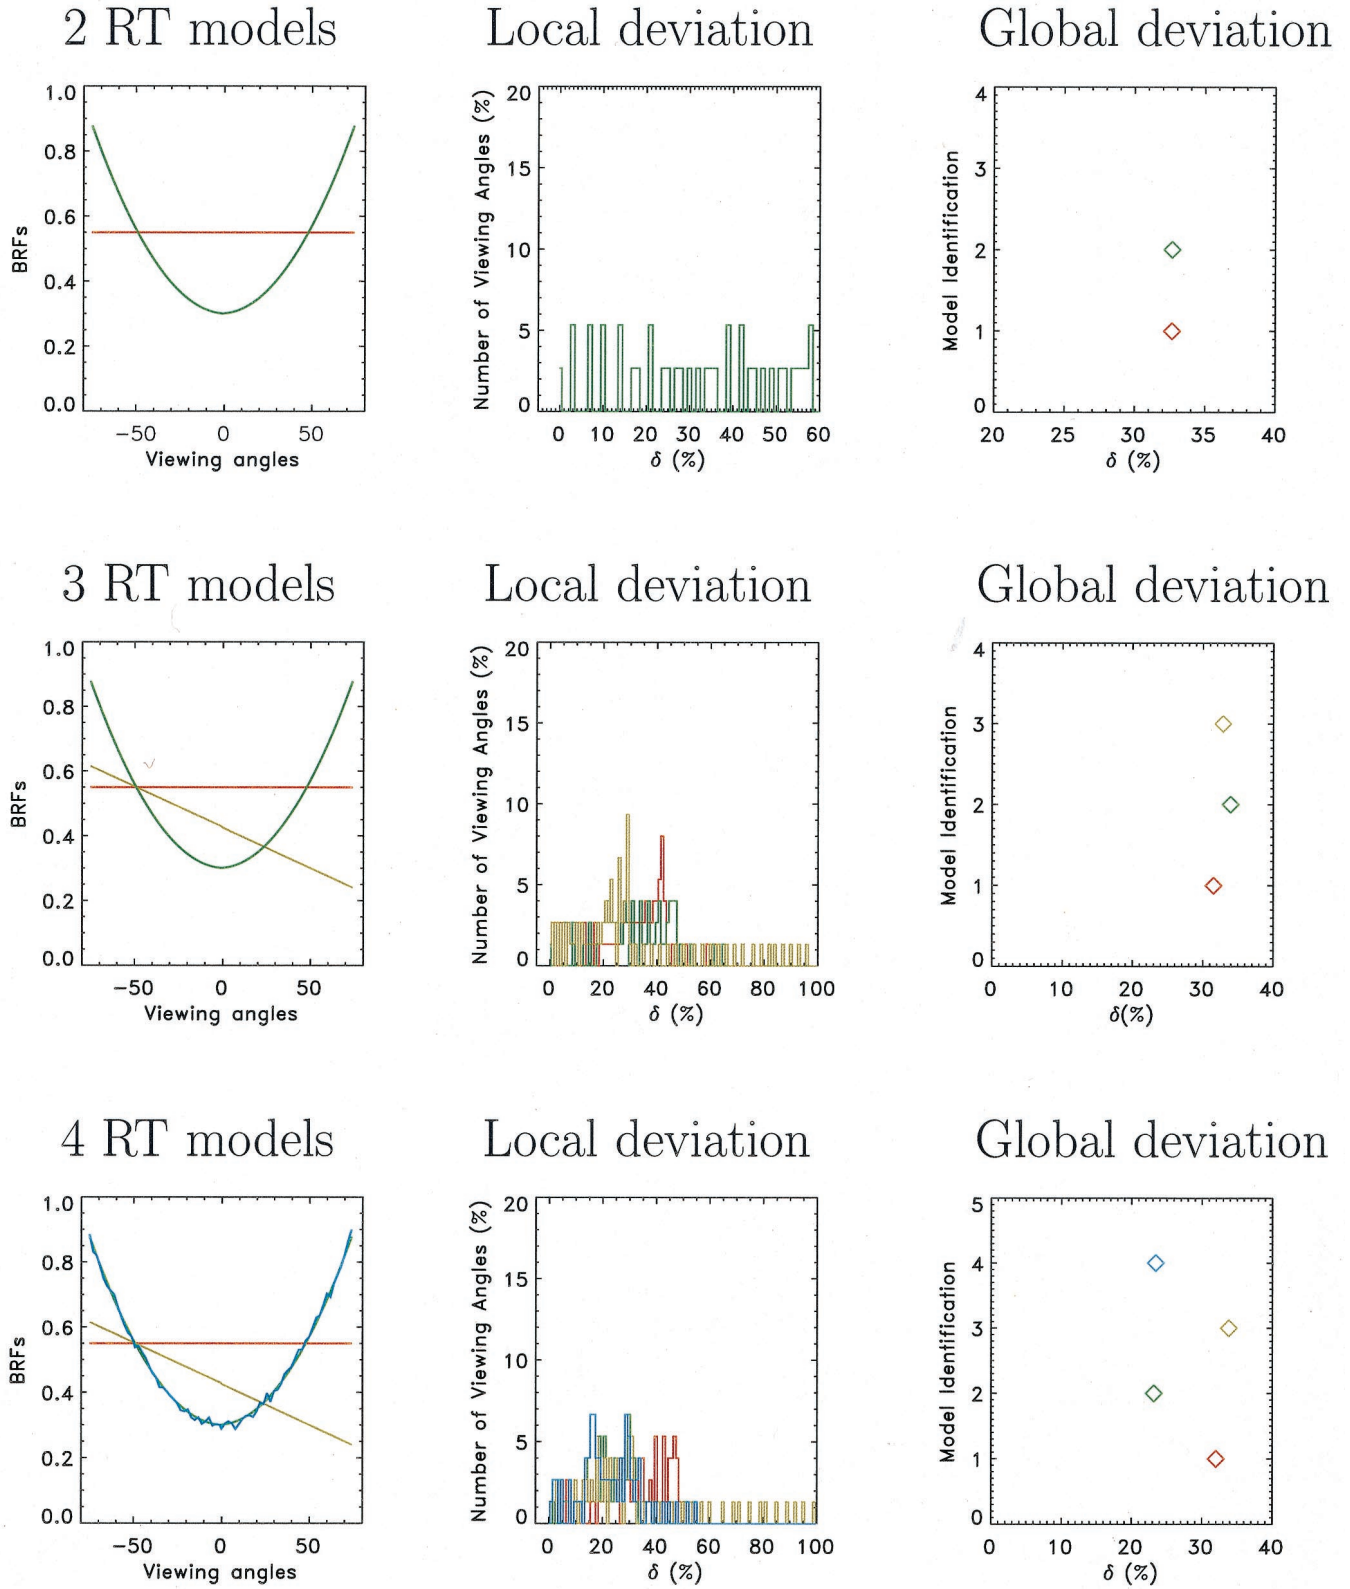 2 RT models
Local deviation
Global deviation
1.0
0.8
0.6
0.4
0.2
0.0
BRFs
-50 0 50
Viewing angles
20
15
10
5
0
Number of Viewing Angles (%)
0 10 20 30 40 50 60
δ (%)
4
3
2
1
0
Model Identification
20 25 30 35 40
δ (%)
3 RT models
Local deviation
Global deviation
1.0
0.8
0.6
0.4
0.2
0.0
BRFs
-50 0 50
Viewing angles
20
15
10
5
0
Number of Viewing Angles (%)
0 20 40 60 80 100
δ (%)
4
3
2
1
0
Model Identification
0 10 20 30 40
δ(%)
4 RT models
Local deviation
Global deviation
1.0
0.8
0.6
0.4
0.2
0.0
BRFs
-50 0 50
Viewing angles
20
15
10
5
0
Number of Viewing Angles (%)
0 20 40 60 80 100
δ (%)
5
4
3
2
1
0
Model Identification
0 10 20 30 40
δ (%)